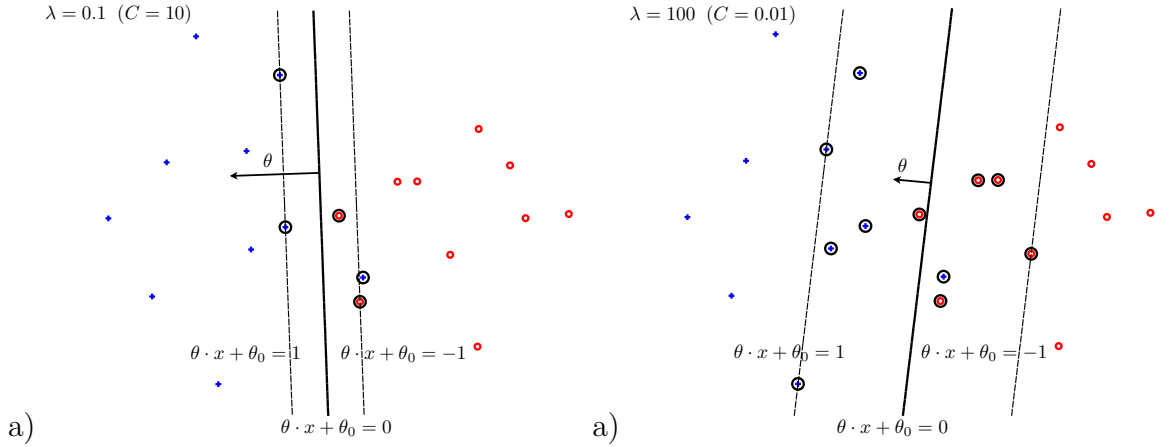 λ = 0.1 (C = 10)
θ
θ · x + θ₀ = 1
θ · x + θ₀ = −1
θ · x + θ₀ = 0
a)
λ = 100 (C = 0.01)
θ
θ · x + θ₀ = 1
θ · x + θ₀ = −1
θ · x + θ₀ = 0
a)